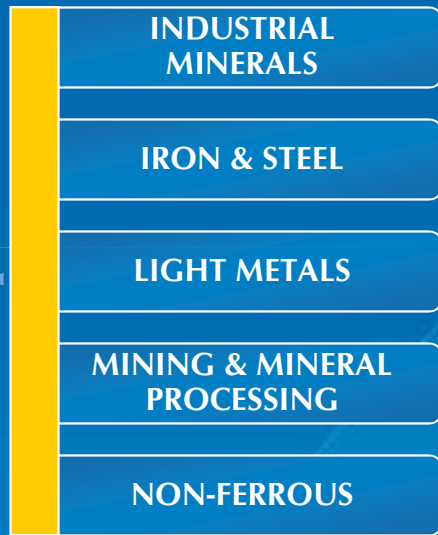 INDUSTRIAL
MINERALS
IRON & STEEL
LIGHT METALS
MINING & MINERAL
PROCESSING
NON-FERROUS